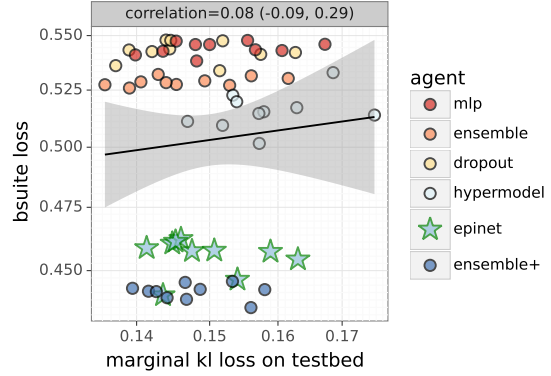 correlation=0.08 (-0.09, 0.29)
0.550
0.525
0.500
0.475
0.450
bsuite loss
0.14
0.15
0.16
0.17
marginal kl loss on testbed
agent
mlp
ensemble
dropout
hypermodel
epinet
ensemble+